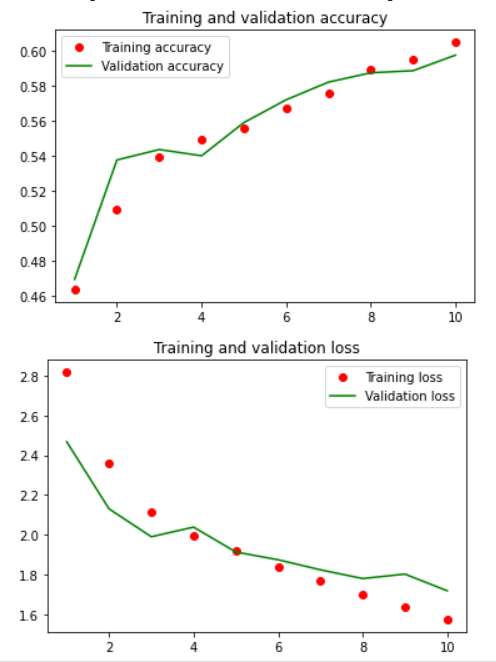 Training and validation accuracy
Training accuracy
Validation accuracy
0.60
0.58
0.56
0.54
0.52
0.50
0.48
0.46
2 4 6 8 10
Training and validation loss
Training loss
Validation loss
2.8
2.6
2.4
2.2
2.0
1.8
1.6
2 4 6 8 10